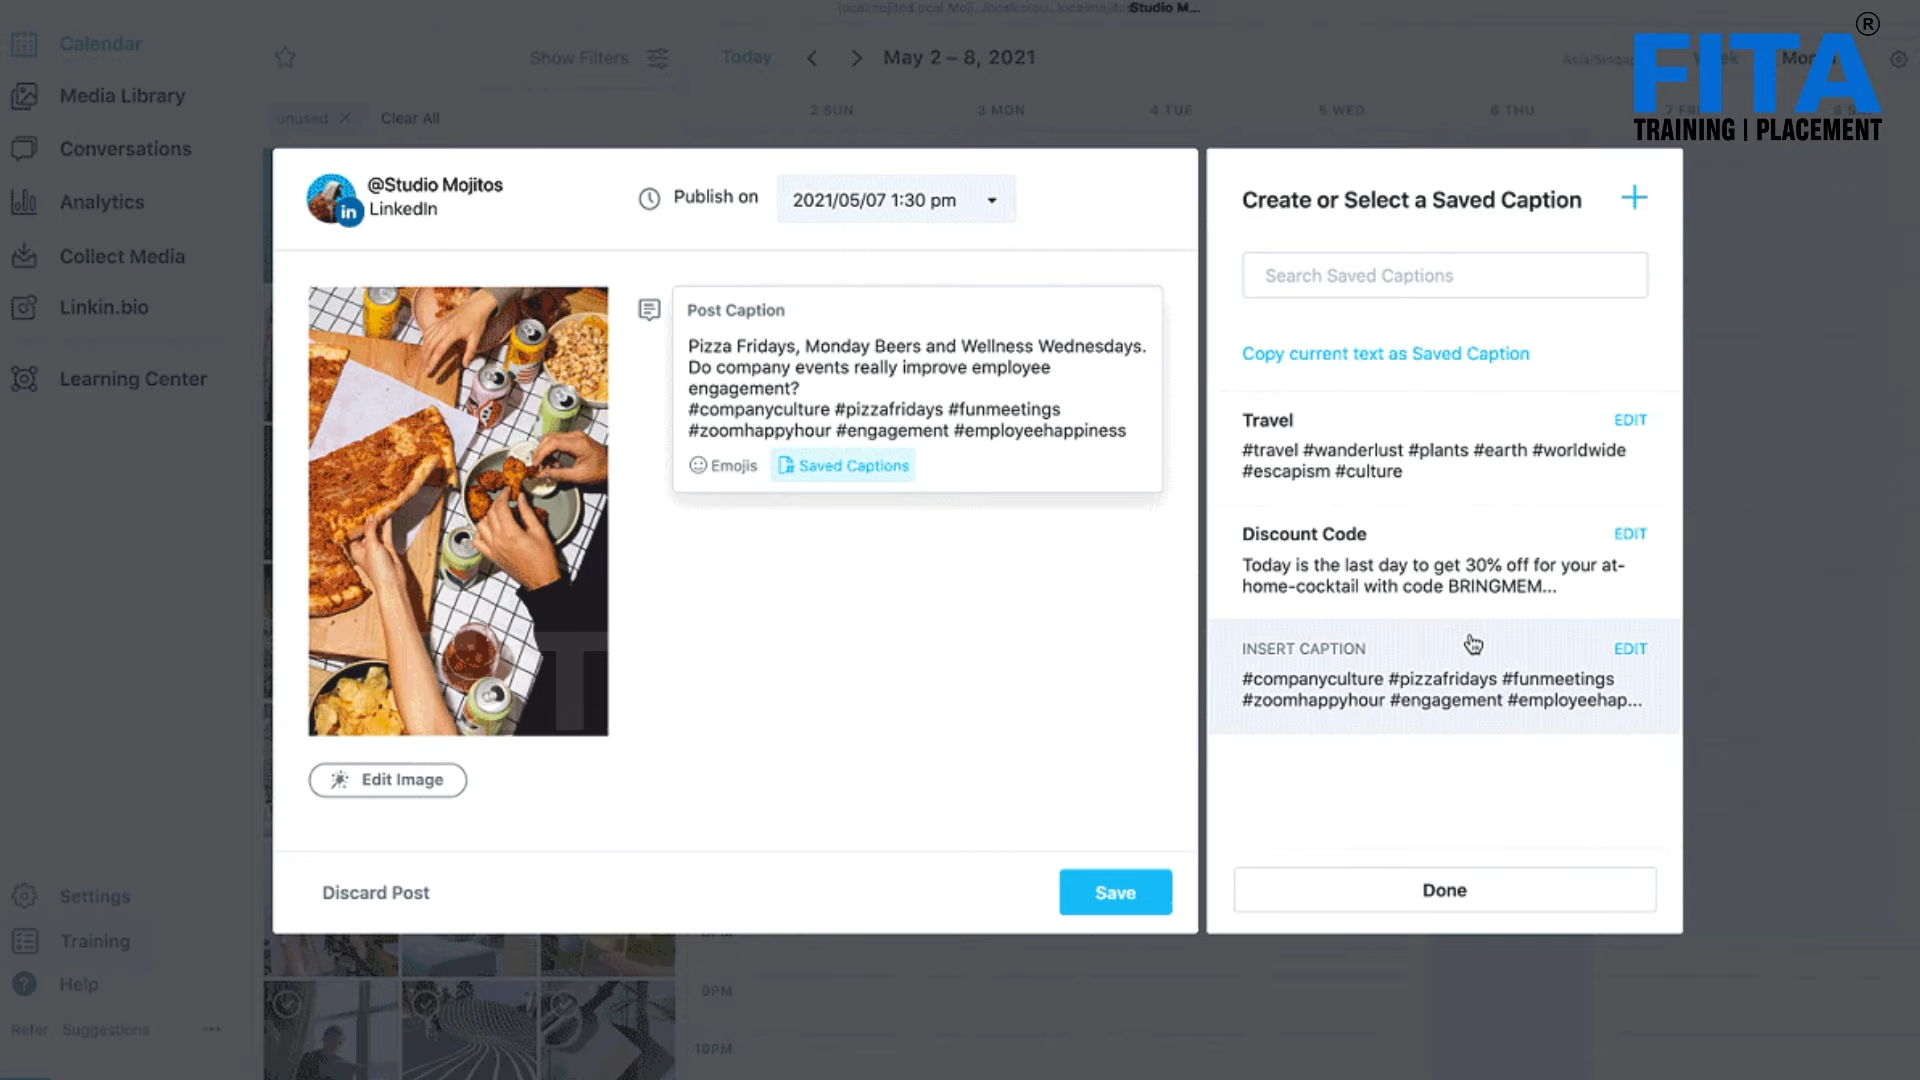 Studio M...
Calendar
Media Library
Conversations
Analytics
Collect Media
Linkin.bio
Learning Center
Settings
Training
Help
Refer Suggestions
Show Filters
unused
Clear All
Today
May 2 – 8, 2021
2 SUN
3 MON
4 TUE
5 WED
6 THU
FITA
®
TRAINING | PLACEMENT
@Studio Mojitos
LinkedIn
in
Publish on
2021/05/07 1:30 pm
Post Caption
Pizza Fridays, Monday Beers and Wellness Wednesdays.
Do company events really improve employee
engagement?
#companyculture #pizzafridays #funmeetings
#zoomhappyhour #engagement #employeehappiness
Emojis
Saved Captions
Edit Image
Discard Post
Save
Create or Select a Saved Caption
Search Saved Captions
Copy current text as Saved Caption
Travel
EDIT
#travel #wanderlust #plants #earth #worldwide
#escapism #culture
Discount Code
EDIT
Today is the last day to get 30% off for your at-
home-cocktail with code BRINGMEM...
INSERT CAPTION
EDIT
#companyculture #pizzafridays #funmeetings
#zoomhappyhour #engagement #employeehap...
Done
9PM
10PM